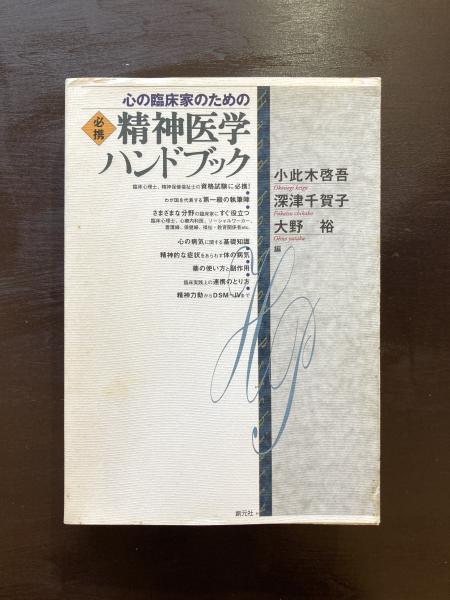 心の臨床家のための
必携
精神医学
ハンドブック
臨床心理士、精神保健福祉士の資格試験に必携!
わが国を代表する第一線の執筆陣
さまざまな分野の臨床家にすぐ役立つ
臨床心理士、心療内科医、ソーシャルワーカー、
看護婦、保健婦、福祉・教育関係者etc.
心の病気に関する基礎知識
精神的な症状をあらわす体の病気
薬の使い方と副作用
臨床実践上の連携のとり方
精神力動からDSM-IVまで
小此木啓吾
Okonogi keigo
深津千賀子
Fukatsu chikako
大野 裕
Ohno yutaka
編
HP
創元社